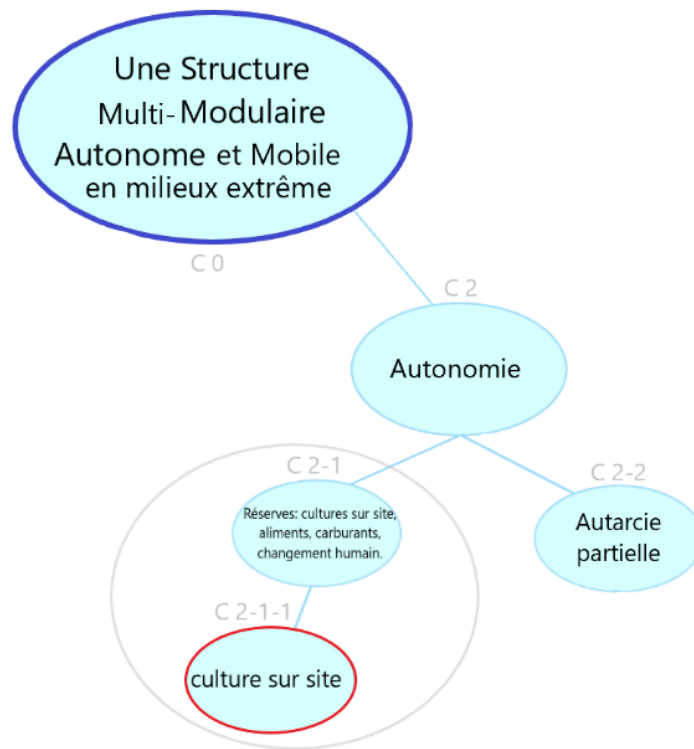 Une Structure
Multi-Modulaire
Autonome et Mobile
en milieux extrême
C 0
C 2
Autonomie
C 2-1
Réserves: cultures sur site,
aliments, carburants,
changement humain.
C 2-2
Autarcie
partielle
C 2-1-1
culture sur site